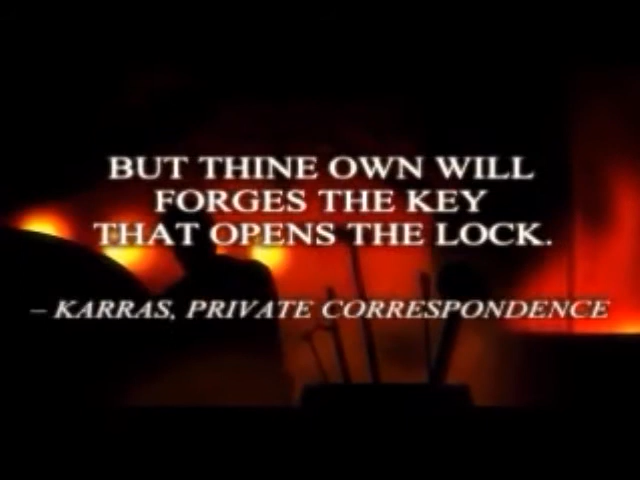 BUT THINE OWN WILL
FORGES THE KEY
THAT OPENS THE LOCK.
– KARRAS, PRIVATE CORRESPONDENCE